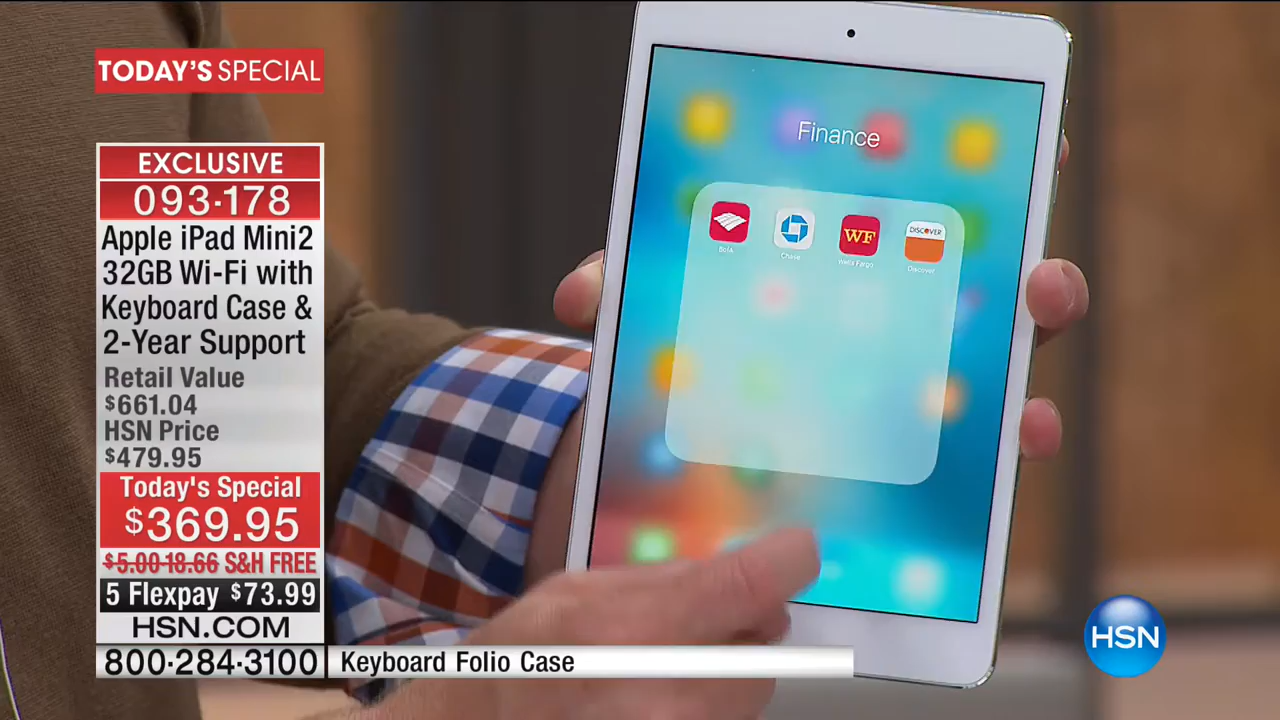 TODAY'S SPECIAL
EXCLUSIVE
093-178
Apple iPad Mini2
32GB Wi-Fi with
Keyboard Case &
2-Year Support
Retail Value
$661.04
HSN Price
$479.95
Today's Special
$369.95
$5.00-18.66 S&H FREE
5 Flexpay $73.99
HSN.COM
800-284-3100
Keyboard Folio Case
Finance
DISCOVER
WF
BofA
Chase
Wells Fargo
Discover
HSN